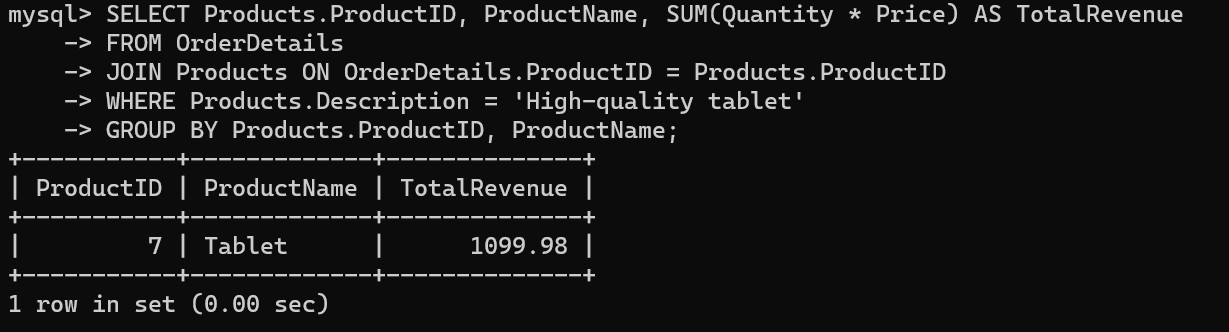 mysql> SELECT Products.ProductID, ProductName, SUM(Quantity * Price) AS TotalRevenue
    -> FROM OrderDetails
    -> JOIN Products ON OrderDetails.ProductID = Products.ProductID
    -> WHERE Products.Description = 'High-quality tablet'
    -> GROUP BY Products.ProductID, ProductName;
+-----------+-------------+--------------+
| ProductID | ProductName | TotalRevenue |
+-----------+-------------+--------------+
|         7 | Tablet      |      1099.98 |
+-----------+-------------+--------------+
1 row in set (0.00 sec)